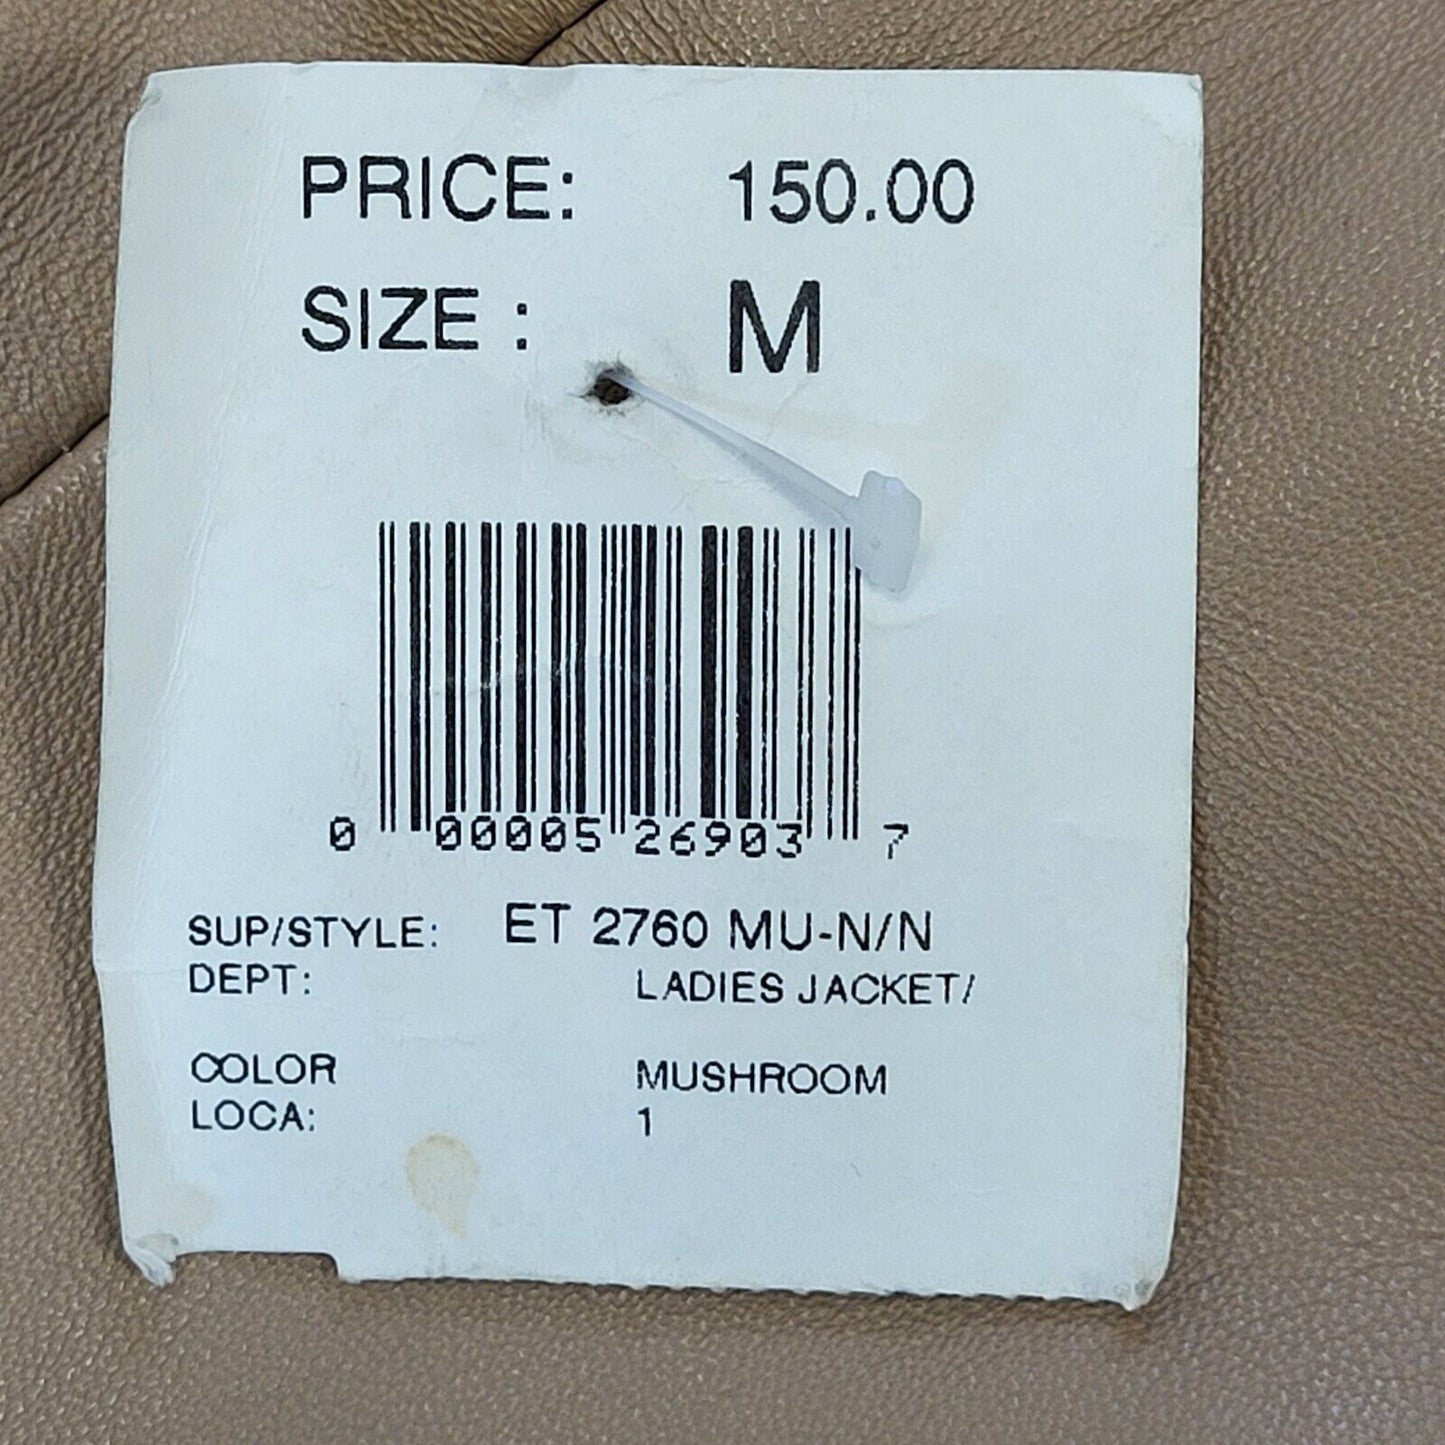 PRICE: 150.00
SIZE : M
0 00005 26903 7
SUP/STYLE: ET 2760 MU-N/N
DEPT: LADIES JACKET/
COLOR MUSHROOM
LOCA: 1